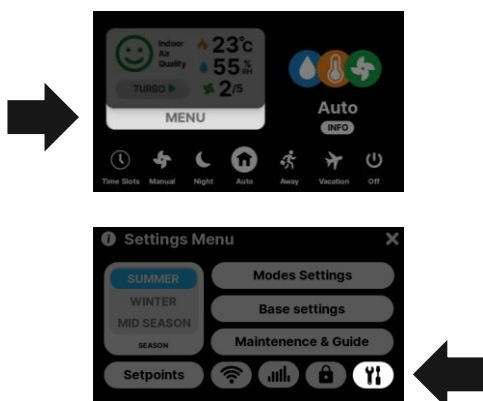 Indoor
Air
Quality
23°C
55 %
RH
TURBO
2/5
MENU
Auto
INFO
Time Slots Manual Night Auto Away Vacation Off
Settings Menu
SUMMER
WINTER
MID SEASON
SEASON
Modes Settings
Base settings
Maintenence & Guide
Setpoints